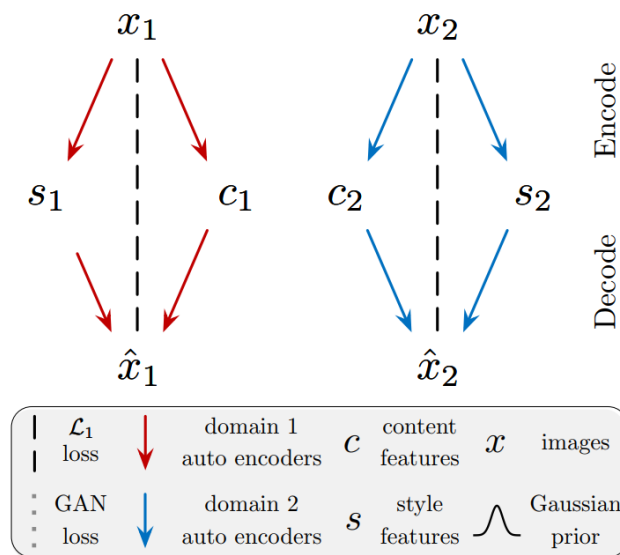 x₁ x₂
Encode
s₁ c₁ c₂ s₂
Decode
x̂₁ x̂₂
ℒ₁ loss
domain 1 auto encoders
c content features
x images
GAN loss
domain 2 auto encoders
s style features
Gaussian prior